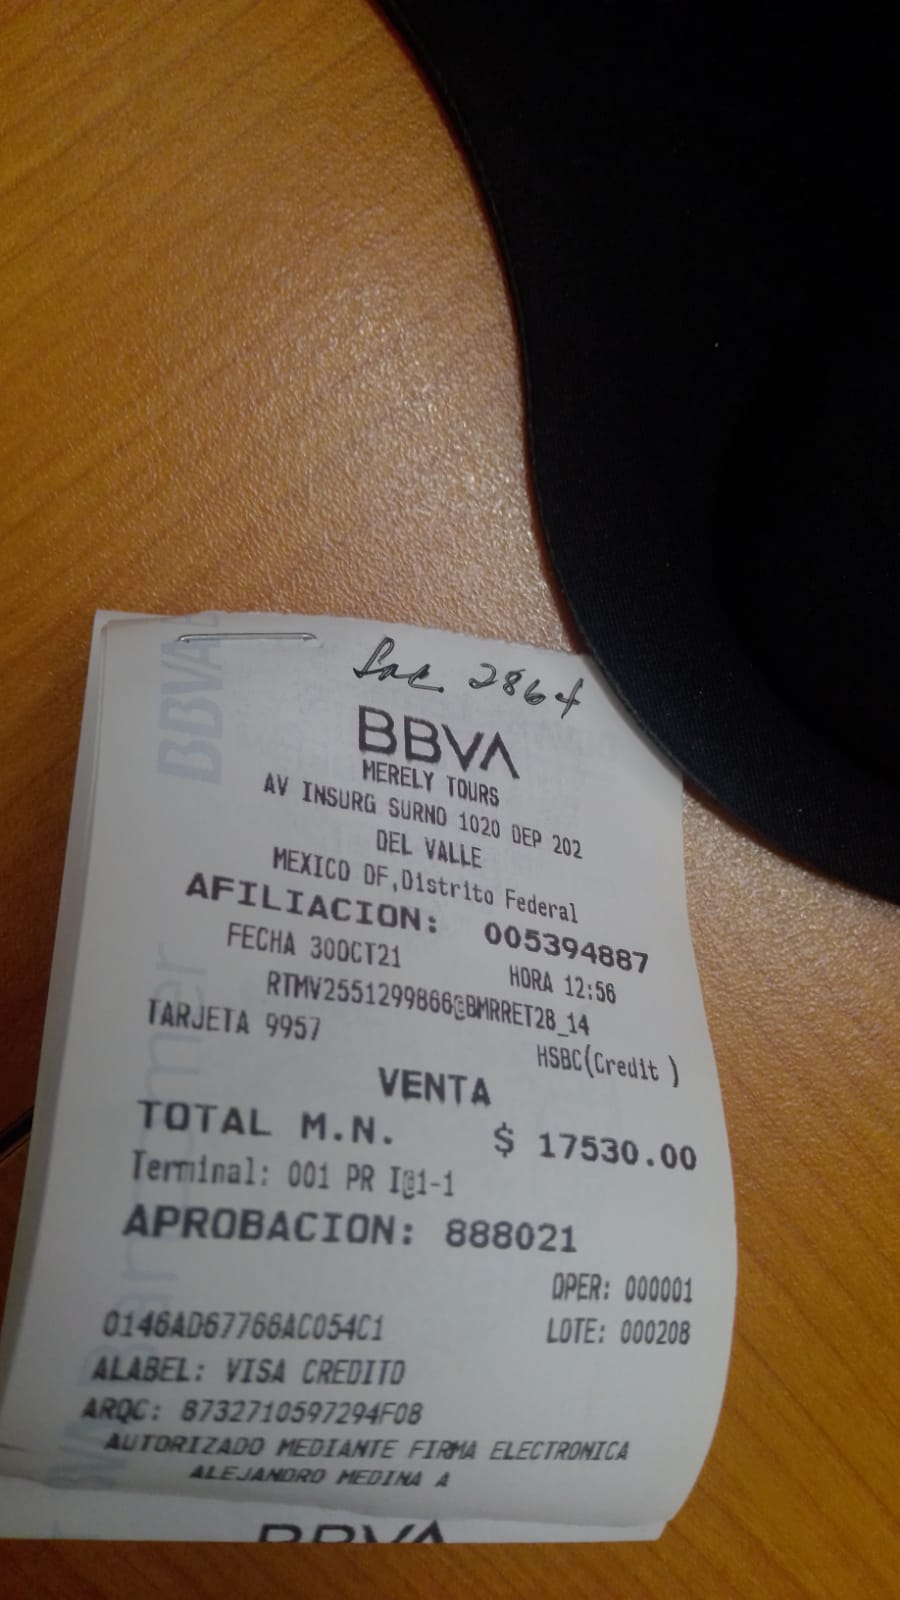 2864
BBVA
MERELY TOURS
AV INSURG SURNO 1020 DEP 202
DEL VALLE
MEXICO DF,Distrito Federal
AFILIACION: 005394887
FECHA 30OCT21 HORA 12:56
RTMV2551299866@BMRRET28_14
TARJETA 9957 HSBC(Credit )
VENTA
TOTAL M.N. $ 17530.00
Terminal: 001 PR I@1-1
APROBACION: 888021
OPER: 000001
0146AD67766AC054C1 LOTE: 000208
ALABEL: VISA CREDITO
ARQC: 8732710597294F08
AUTORIZADO MEDIANTE FIRMA ELECTRONICA
ALEJANDRO MEDINA A
BBVA